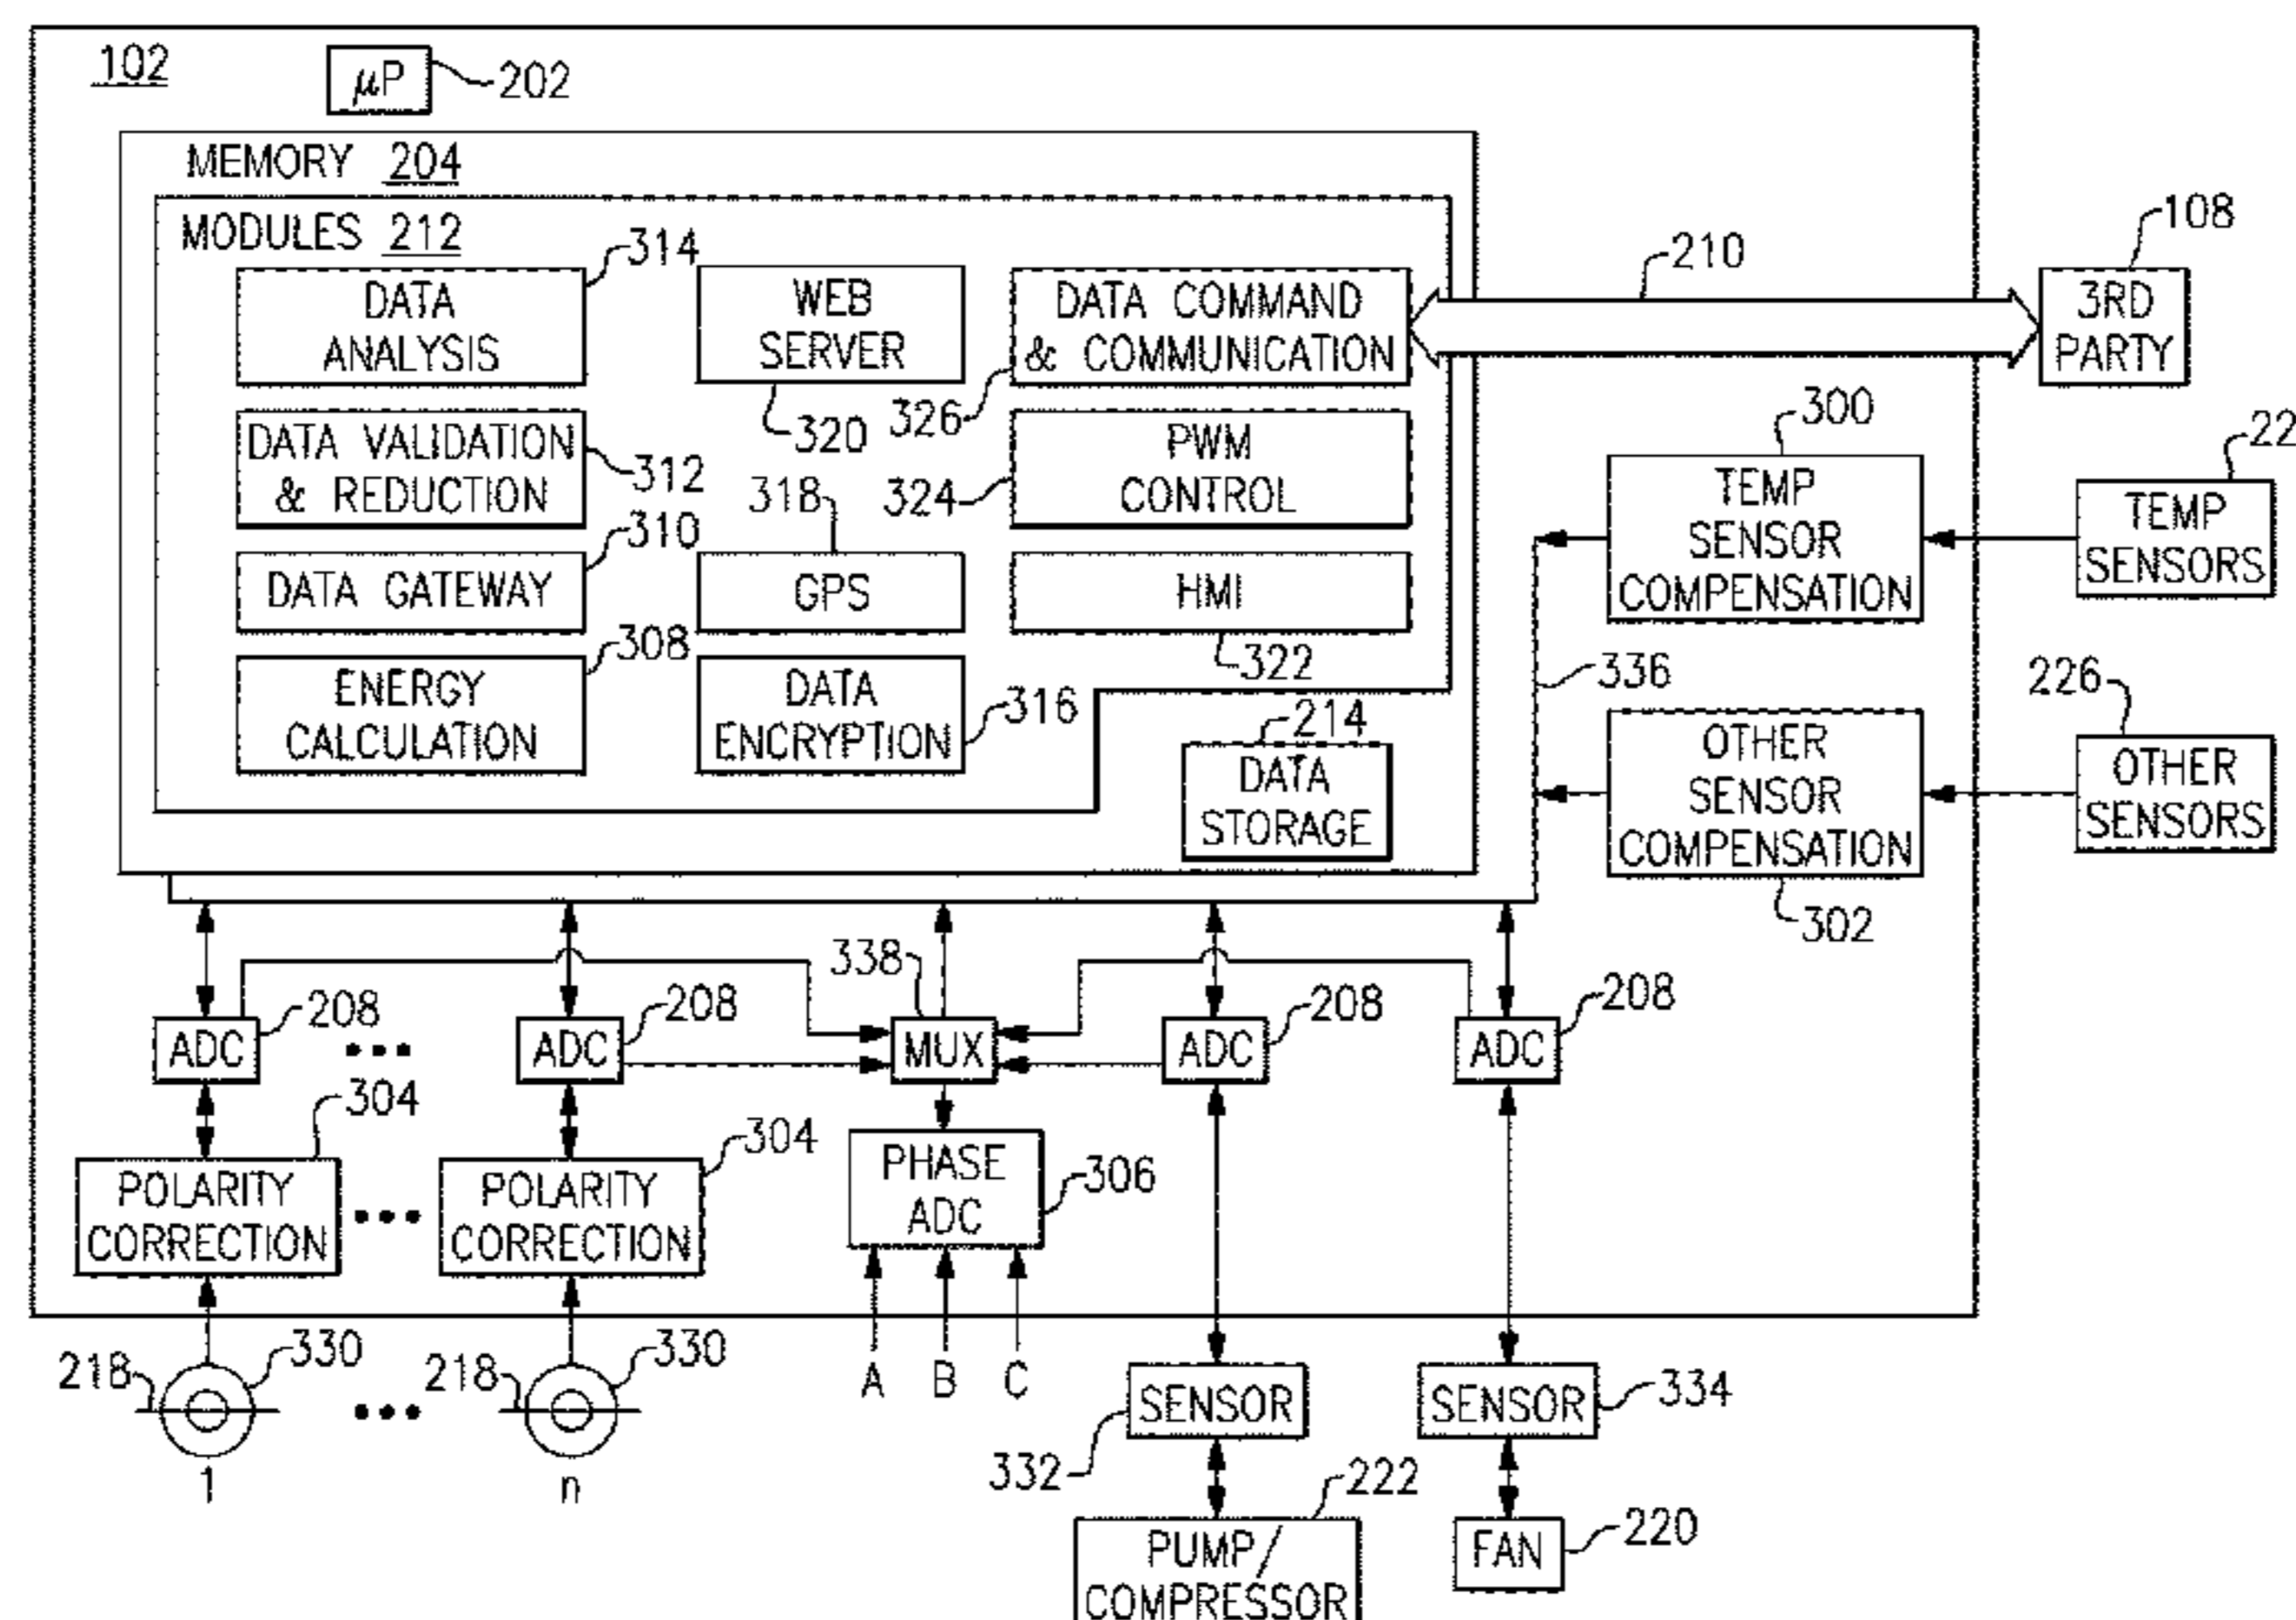 102
μP
202
MEMORY 204
MODULES 212
314
DATA
ANALYSIS
WEB
SERVER
320
DATA COMMAND
& COMMUNICATION
326
210
108
3RD
PARTY
DATA VALIDATION
& REDUCTION
312
318
PWM
CONTROL
324
300
TEMP
SENSOR
COMPENSATION
22
TEMP
SENSORS
310
DATA GATEWAY
GPS
HMI
322
308
ENERGY
CALCULATION
DATA
ENCRYPTION
316
214
DATA
STORAGE
336
OTHER
SENSOR
COMPENSATION
302
226
OTHER
SENSORS
338
ADC
208
ADC
208
MUX
ADC
208
ADC
208
304
POLARITY
CORRECTION
304
POLARITY
CORRECTION
PHASE
ADC
306
218
330
1
218
330
n
A B C
SENSOR
332
SENSOR
334
222
PUMP/
COMPRESSOR
FAN
220